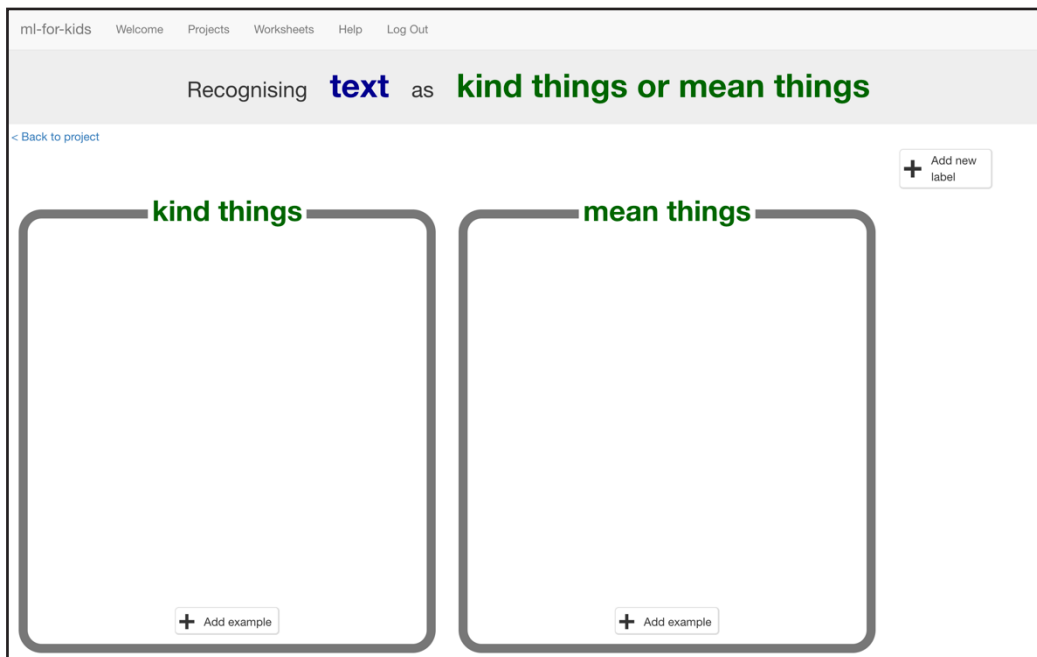 ml-for-kids Welcome Projects Worksheets Help Log Out
Recognising text as kind things or mean things
< Back to project
Add new
label
kind things mean things
Add example Add example